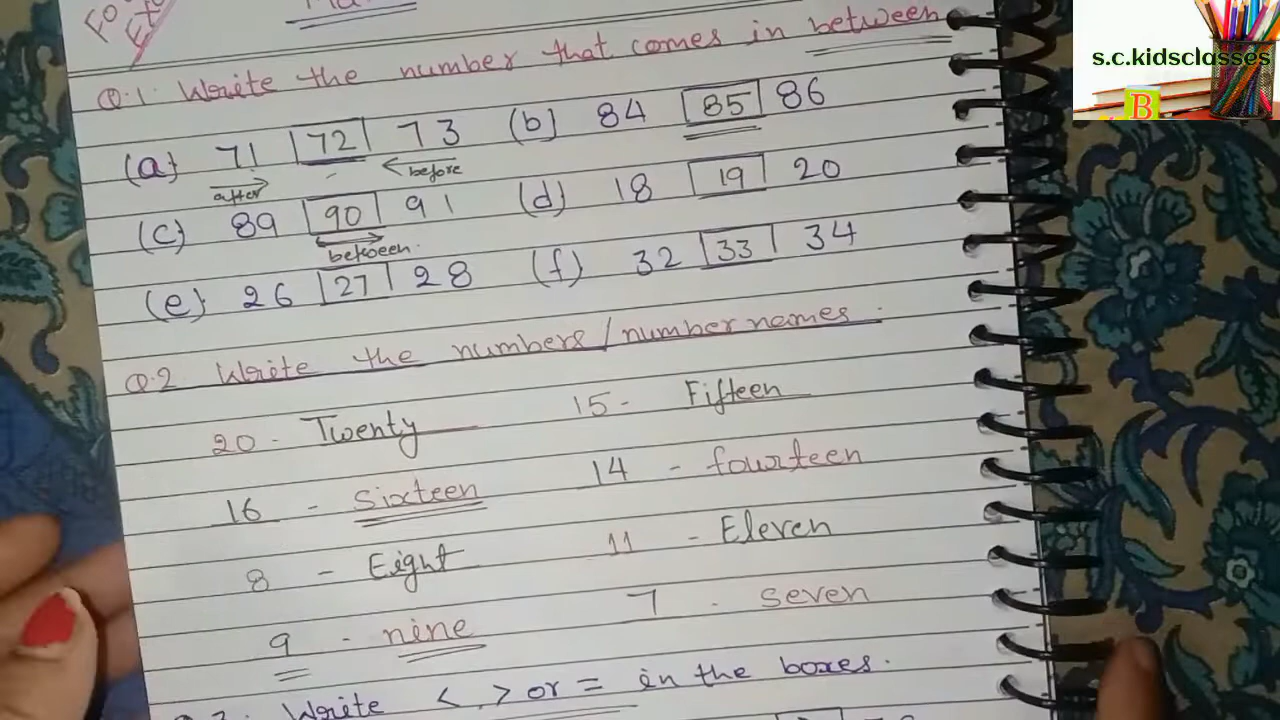 s.c.kidsclasses
B
Q.1. Write the number that comes in between
(a) 71 72 73 (b) 84 85 86
after before
(c) 89 90 91 (d) 18 19 20
between.
(e) 26 27 28 (f) 32 33 34
Q.2 Write the numbers/number names.
20 - Twenty 15 - Fifteen
16 - Sixteen 14 - fourteen
8 - Eight 11 - Eleven
9 - nine 7 - seven
Write <, > or = in the boxes.